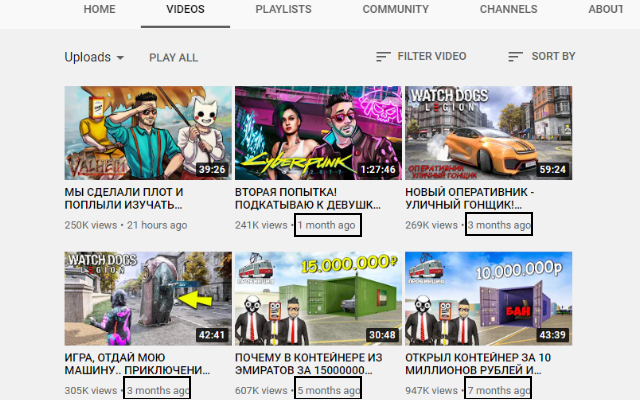 HOME VIDEOS PLAYLISTS COMMUNITY CHANNELS ABOUT
Uploads PLAY ALL FILTER VIDEO SORT BY
VALHEIM
39:26
CYBERPUNK
1:27:46
WATCH DOGS
LEGION
ОПЕРАТИВНИК
УЛИЧНЫЙ ГОНЩИК
59:24
МЫ СДЕЛАЛИ ПЛОТ И
ПОПЛЫЛИ ИЗУЧАТЬ...
250K views • 21 hours ago
ВТОРАЯ ПОПЫТКА!
ПОДКАТЫВАЮ К ДЕВУШК...
241K views • 1 month ago
НОВЫЙ ОПЕРАТИВНИК -
УЛИЧНЫЙ ГОНЩИК!...
269K views • 3 months ago
WATCH DOGS
LEGION
42:41
15.000.000₽
30:48
10.000.000₽
БАН
43:39
ИГРА, ОТДАЙ МОЮ
МАШИНУ.. ПРИКЛЮЧЕНИ...
305K views • 3 months ago
ПОЧЕМУ В КОНТЕЙНЕРЕ ИЗ
ЭМИРАТОВ ЗА 15000000...
607K views • 5 months ago
ОТКРЫЛ КОНТЕЙНЕР ЗА 10
МИЛЛИОНОВ РУБЛЕЙ И...
947K views • 7 months ago